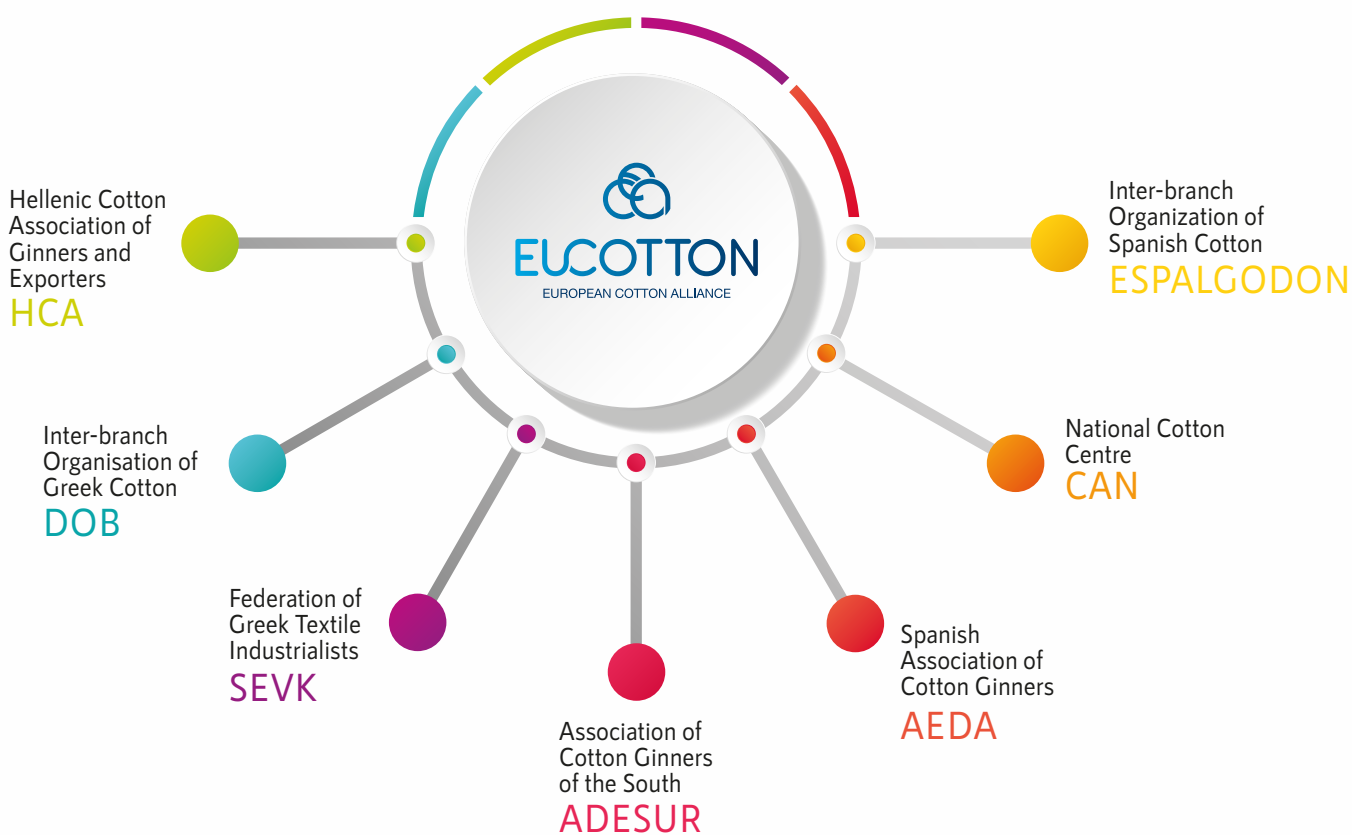 EUCOTTON
EUROPEAN COTTON ALLIANCE
Hellenic Cotton
Association of
Ginners and
Exporters
HCA
Inter-branch
Organisation of
Greek Cotton
DOB
Federation of
Greek Textile
Industrialists
SEVK
Association of
Cotton Ginners
of the South
ADESUR
Spanish
Association of
Cotton Ginners
AEDA
National Cotton
Centre
CAN
Inter-branch
Organization of
Spanish Cotton
ESPALGODON